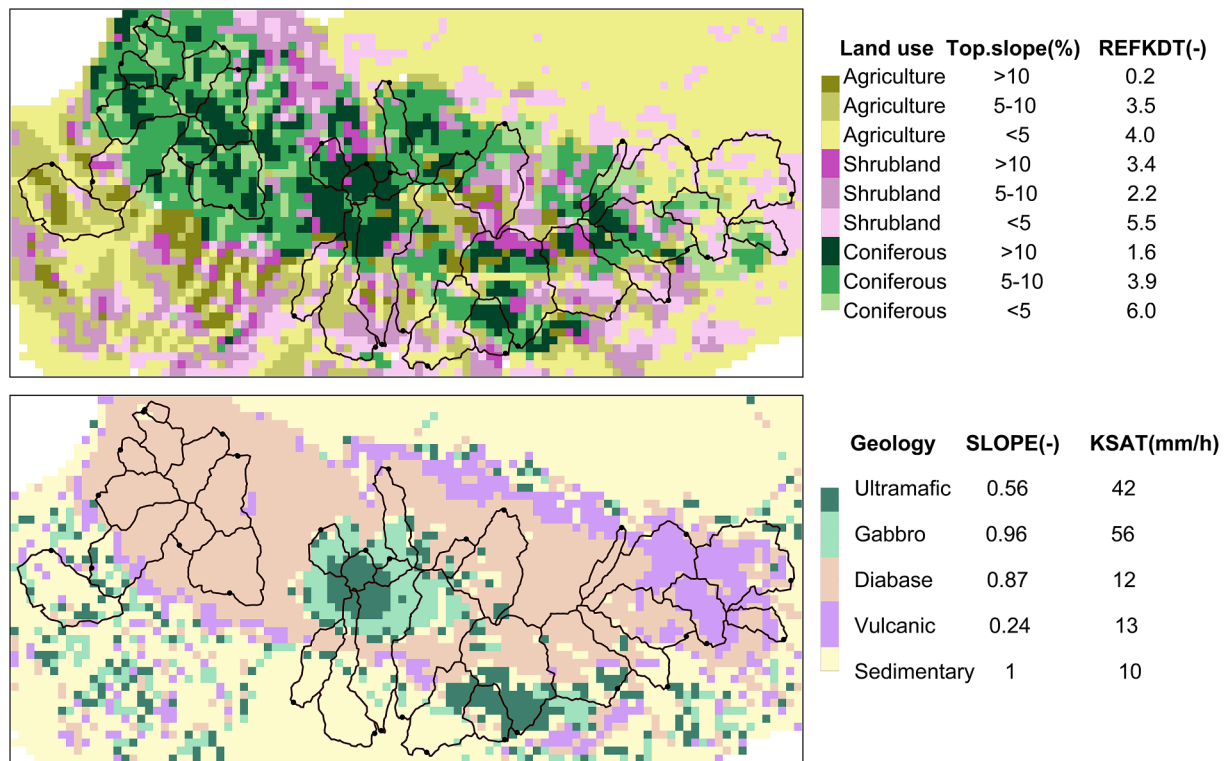 Land use Top.slope(%) REFKDT(-)
Agriculture >10 0.2
Agriculture 5-10 3.5
Agriculture <5 4.0
Shrubland >10 3.4
Shrubland 5-10 2.2
Shrubland <5 5.5
Coniferous >10 1.6
Coniferous 5-10 3.9
Coniferous <5 6.0
Geology SLOPE(-) KSAT(mm/h)
Ultramafic 0.56 42
Gabbro 0.96 56
Diabase 0.87 12
Vulcanic 0.24 13
Sedimentary 1 10